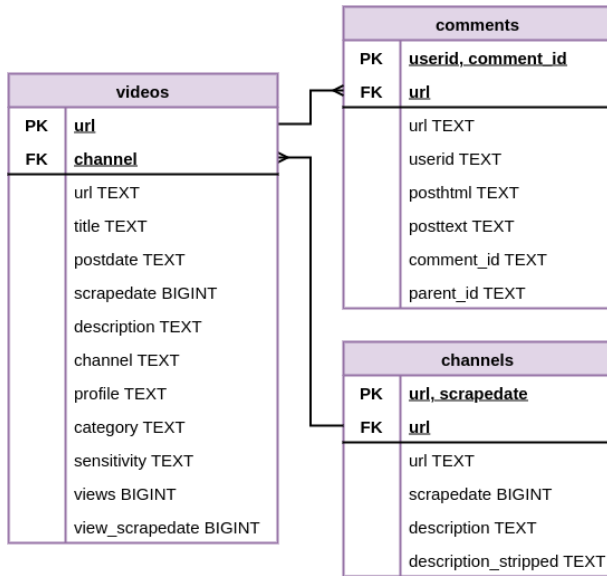 videos
PK url
FK channel
url TEXT
title TEXT
postdate TEXT
scrapedate BIGINT
description TEXT
channel TEXT
profile TEXT
category TEXT
sensitivity TEXT
views BIGINT
view_scrapedate BIGINT
comments
PK userid, comment_id
FK url
url TEXT
userid TEXT
posthtml TEXT
posttext TEXT
comment_id TEXT
parent_id TEXT
channels
PK url, scrapedate
FK url
url TEXT
scrapedate BIGINT
description TEXT
description_stripped TEXT